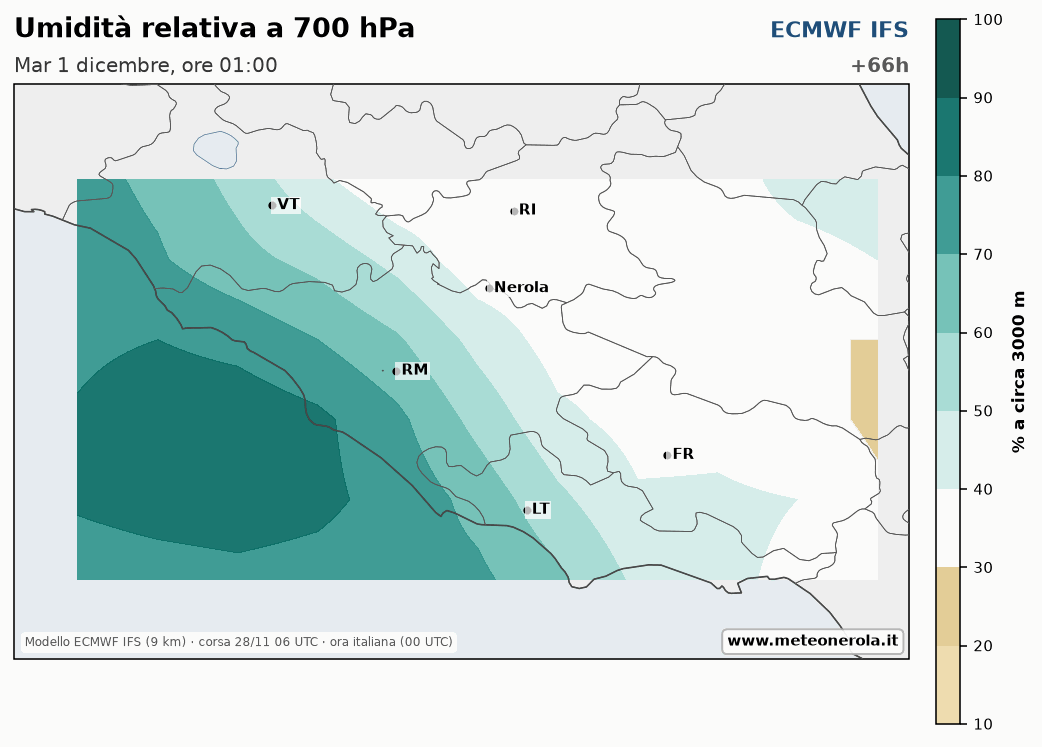 Umidità relativa a 700 hPa
ECMWF IFS
Mar 1 dicembre, ore 01:00
+66h
100
90
80
70
60
50
40
30
20
10
% a circa 3000 m
VT
RI
Nerola
RM
FR
LT
Modello ECMWF IFS (9 km) · corsa 28/11 06 UTC · ora italiana (00 UTC)
www.meteonerola.it